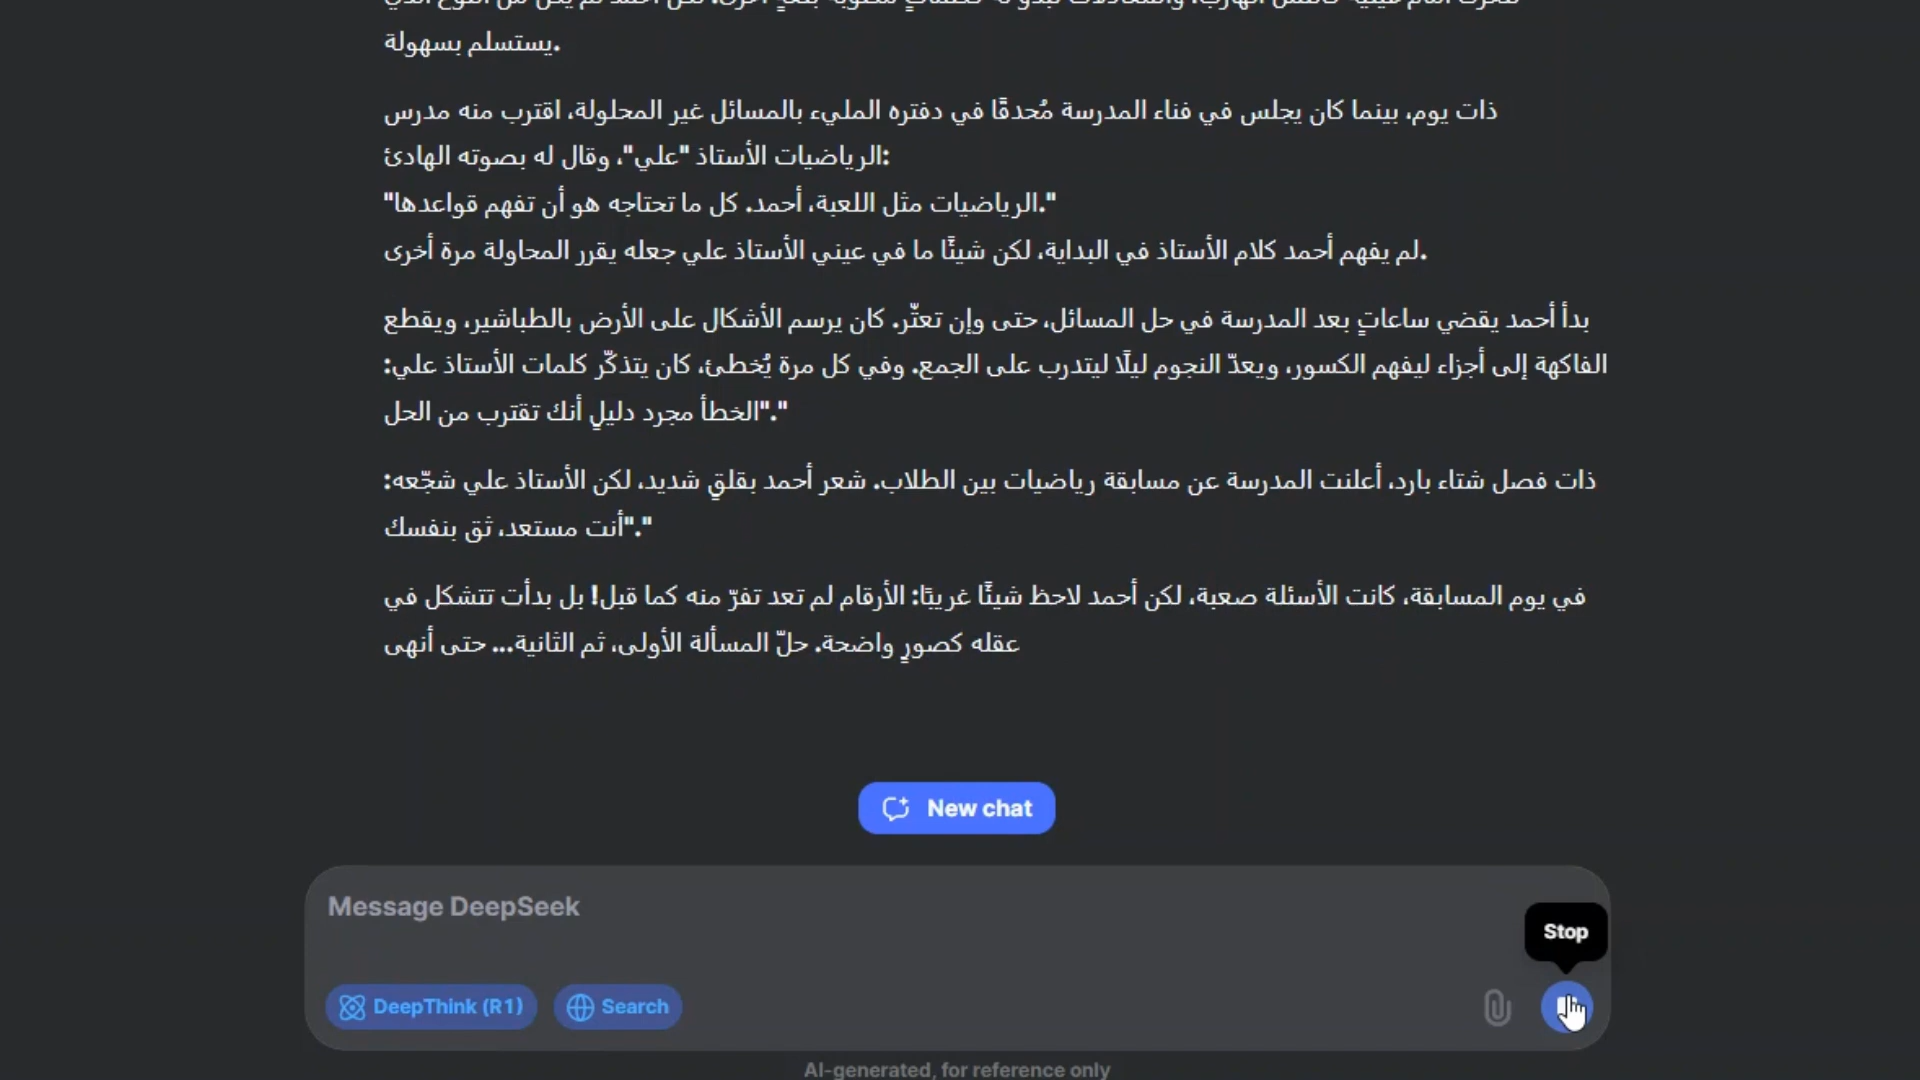 يستسلم بسهولة.
ذات يوم، بينما كان يجلس في فناء المدرسة مُحدقًا في دفتره المليء بالمسائل غير المحلولة، اقترب منه مدرس
الرياضيات الأستاذ "علي"، وقال له بصوته الهادئ:
"الرياضيات مثل اللعبة، أحمد. كل ما تحتاجه هو أن تفهم قواعدها."
لم يفهم أحمد كلام الأستاذ في البداية، لكن شيئًا ما في عيني الأستاذ علي جعله يقرر المحاولة مرة أخرى.
بدأ أحمد يقضي ساعاتٍ بعد المدرسة في حل المسائل، حتى وإن تعثّر. كان يرسم الأشكال على الأرض بالطباشير، ويقطع
الفاكهة إلى أجزاء ليفهم الكسور، ويعدّ النجوم ليلًا ليتدرب على الجمع. وفي كل مرة يُخطئ، كان يتذكّر كلمات الأستاذ علي:
"الخطأ مجرد دليلٍ أنك تقترب من الحل".
ذات فصل شتاء بارد، أعلنت المدرسة عن مسابقة رياضيات بين الطلاب. شعر أحمد بقلقٍ شديد، لكن الأستاذ علي شجّعه:
"أنت مستعد، ثق بنفسك".
في يوم المسابقة، كانت الأسئلة صعبة، لكن أحمد لاحظ شيئًا غريبًا: الأرقام لم تعد تفرّ منه كما قبل! بل بدأت تتشكل في
عقله كصورٍ واضحة. حلّ المسألة الأولى، ثم الثانية... حتى أنهى
New chat
Message DeepSeek
Stop
DeepThink (R1)
Search
AI-generated, for reference only